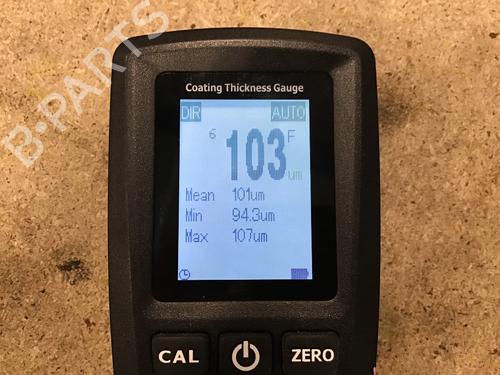 Coating Thickness Gauge
DIR AUTO
6 103 F um
Mean 101um
Min 94.3um
Max 107um
CAL ZERO
B-PARTS